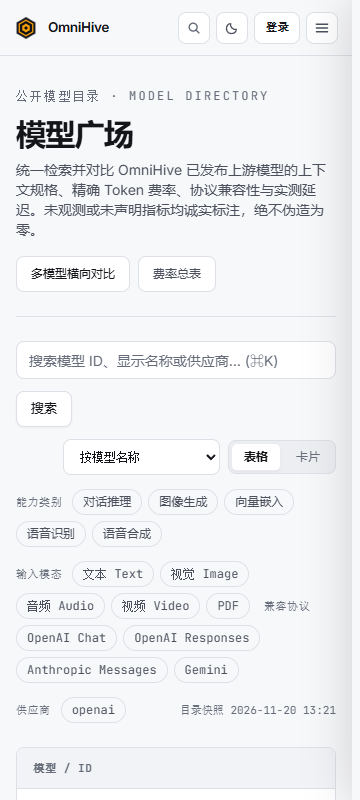 OmniHive
登录
公开模型目录 · MODEL DIRECTORY
模型广场
统一检索并对比 OmniHive 已发布上游模型的上下
文规格、精确 Token 费率、协议兼容性与实测延
迟。未观测或未声明指标均诚实标注，绝不伪造为
零。
多模型横向对比
费率总表
搜索模型 ID、显示名称或供应商... (⌘K)
搜索
按模型名称
表格
卡片
能力类别 对话推理 图像生成 向量嵌入
语音识别 语音合成
输入模态 文本 Text 视觉 Image
音频 Audio 视频 Video PDF 兼容协议
OpenAI Chat OpenAI Responses
Anthropic Messages Gemini
供应商 openai 目录快照 2026-11-20 13:21
模型 / ID